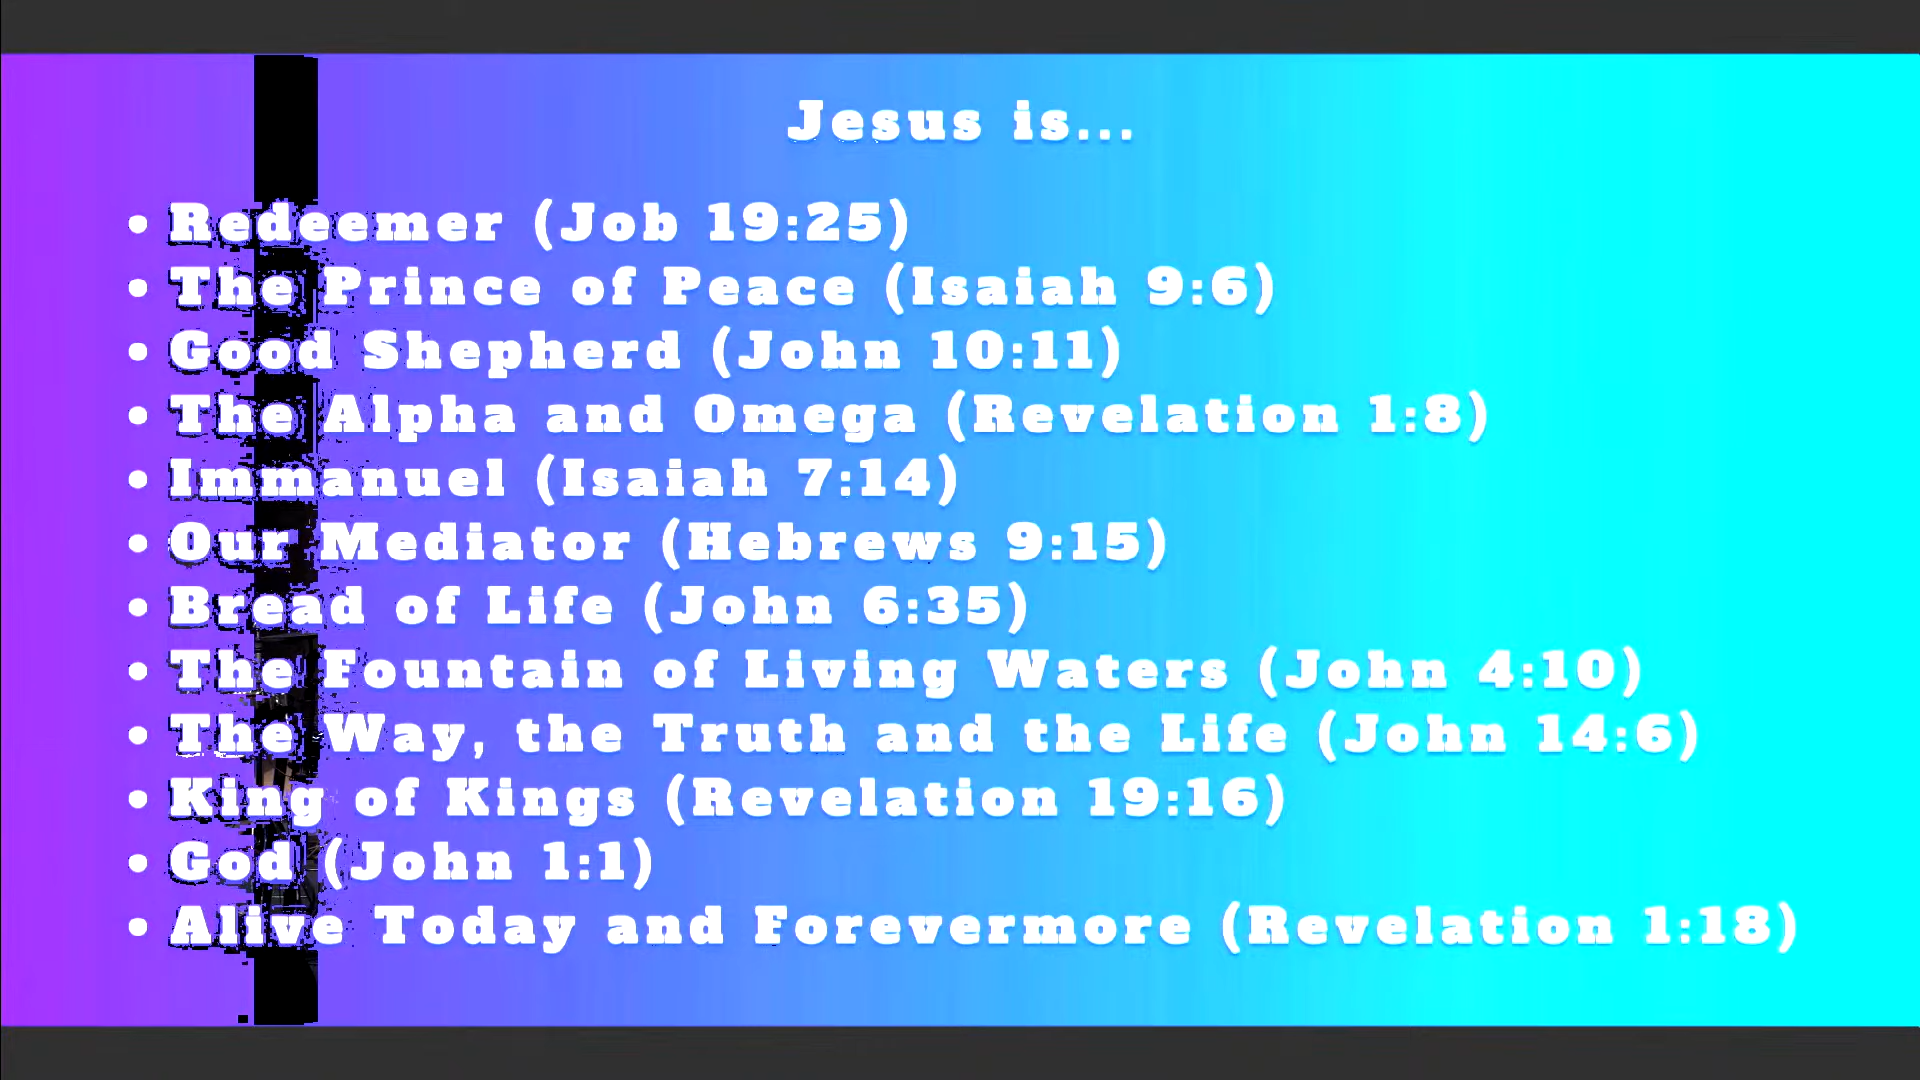 Jesus is...
• Redeemer (Job 19:25)
• The Prince of Peace (Isaiah 9:6)
• Good Shepherd (John 10:11)
• The Alpha and Omega (Revelation 1:8)
• Immanuel (Isaiah 7:14)
• Our Mediator (Hebrews 9:15)
• Bread of Life (John 6:35)
• The Fountain of Living Waters (John 4:10)
• The Way, the Truth and the Life (John 14:6)
• King of Kings (Revelation 19:16)
• God (John 1:1)
• Alive Today and Forevermore (Revelation 1:18)